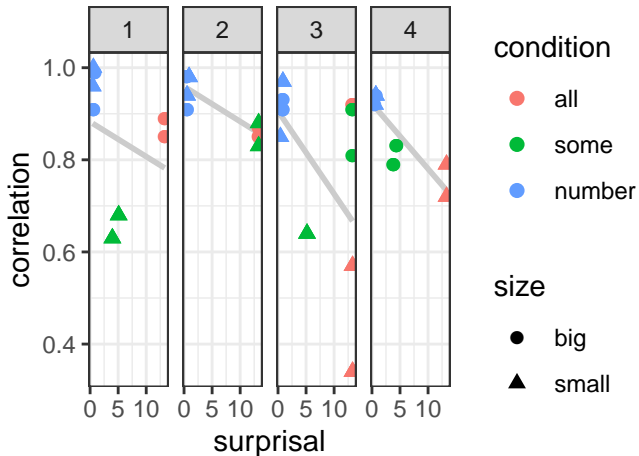 1 2 3 4
1.0
0.8
0.6
0.4
correlation
0 5 10 0 5 10 0 5 10 0 5 10
surprisal
condition
all
some
number
size
big
small